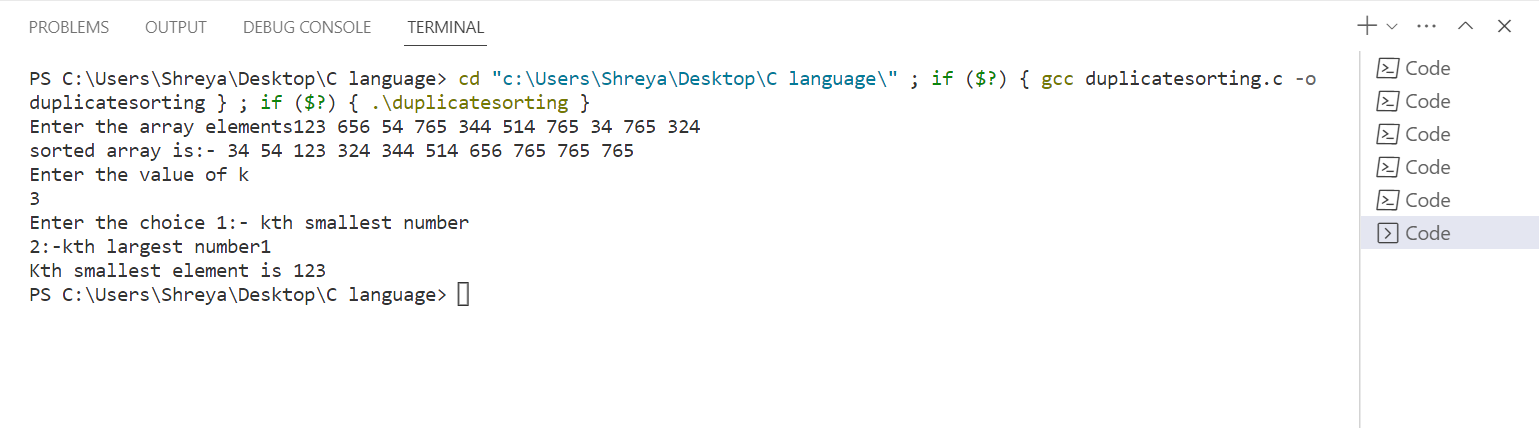 PROBLEMS OUTPUT DEBUG CONSOLE TERMINAL
PS C:\Users\Shreya\Desktop\C language> cd "c:\Users\Shreya\Desktop\C language\" ; if ($?) { gcc duplicatesorting.c -o
duplicatesorting } ; if ($?) { .\duplicatesorting }
Enter the array elements123 656 54 765 344 514 765 34 765 324
sorted array is:- 34 54 123 324 344 514 656 765 765 765
Enter the value of k
3
Enter the choice 1:- kth smallest number
2:-kth largest number1
Kth smallest element is 123
PS C:\Users\Shreya\Desktop\C language>
Code
Code
Code
Code
Code
Code